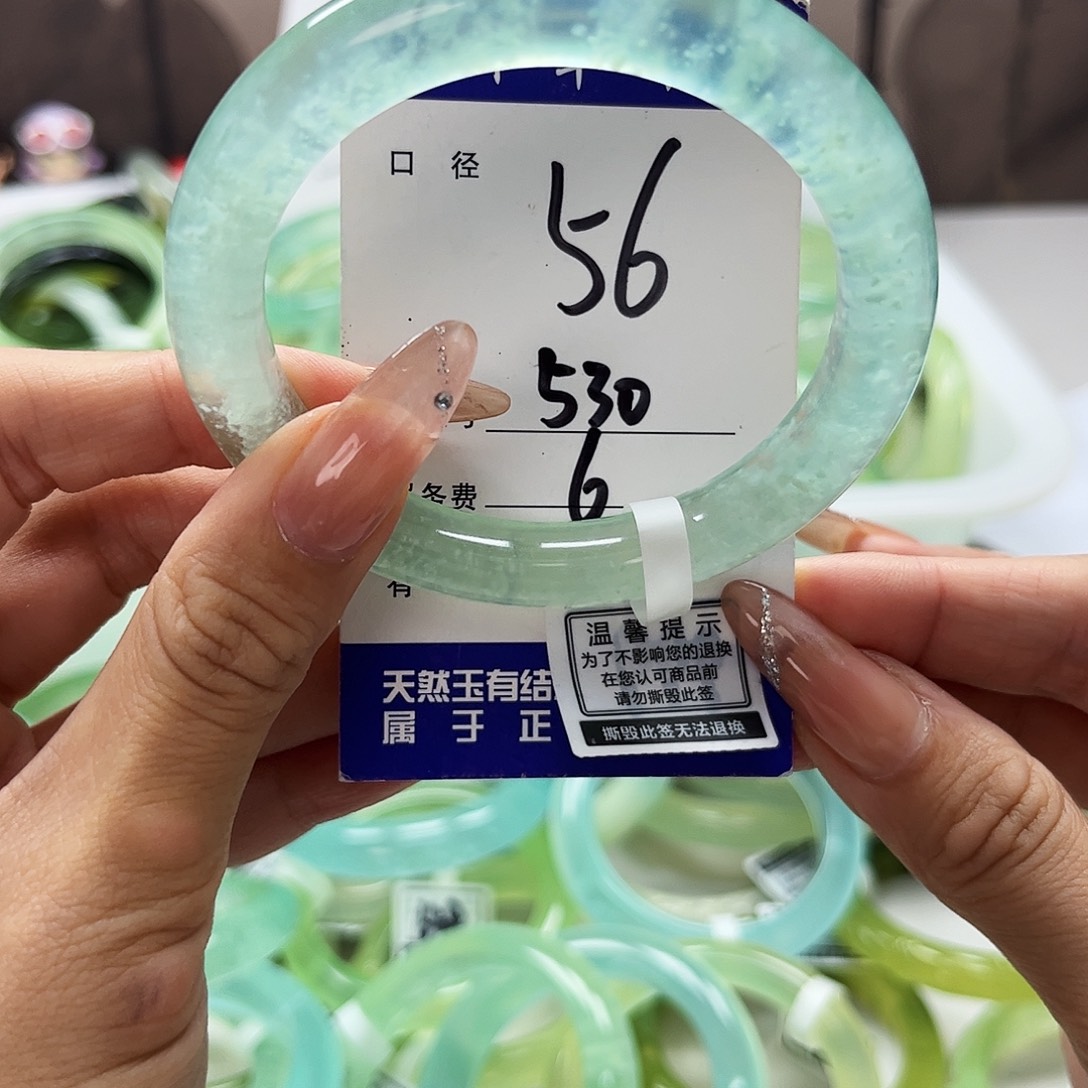 口 径
56
530
务费 6
有
温馨提示
为了不影响您的退换
在您认可商品前
请勿撕毁此签
撕毁此签无法退换
天然玉有结
属 于 正